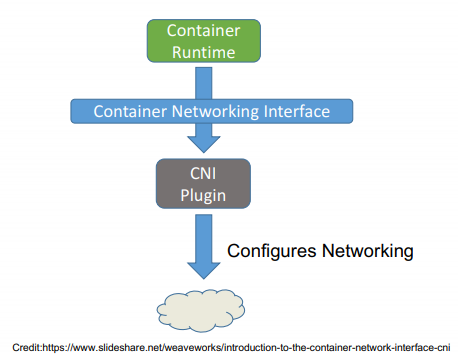 Container
Runtime
Container Networking Interface
CNI
Plugin
Configures Networking
Credit:https://www.slideshare.net/weaveworks/introduction-to-the-container-network-interface-cni